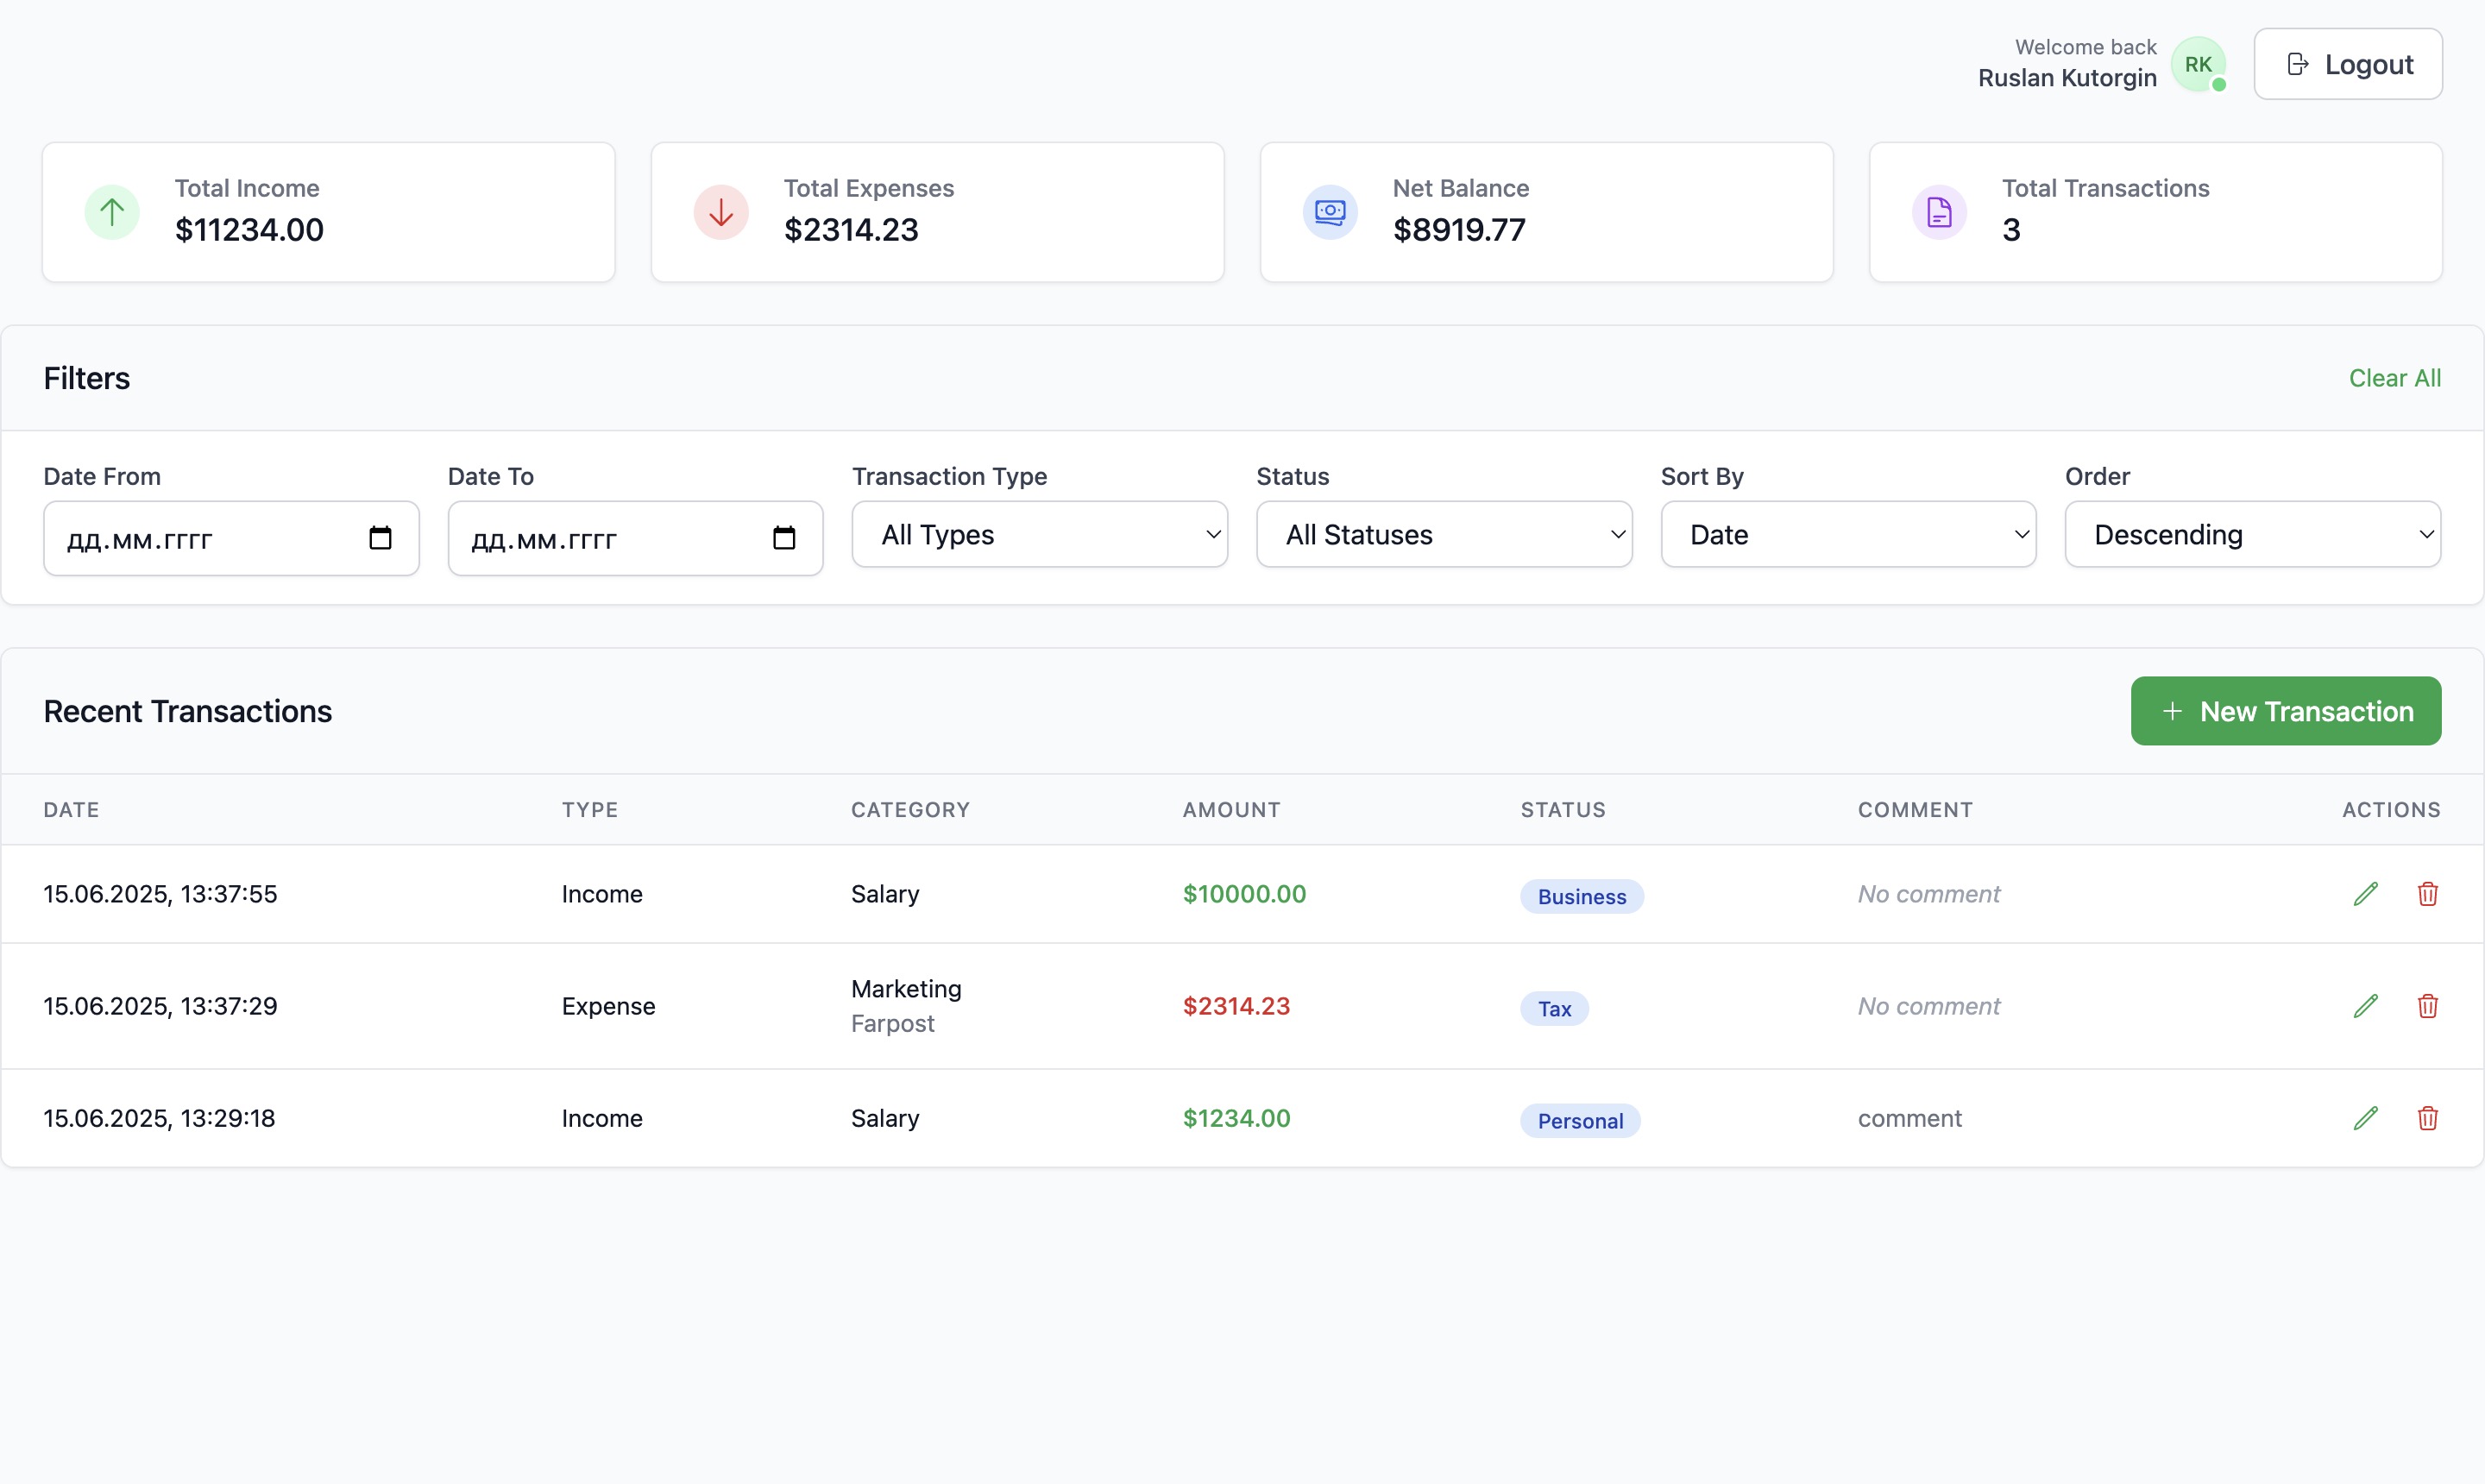 Welcome back
Ruslan Kutorgin
RK
Logout
Total Income
$11234.00
Total Expenses
$2314.23
Net Balance
$8919.77
Total Transactions
3
Filters
Clear All
Date From
Date To
Transaction Type
Status
Sort By
Order
дд.мм.гггг
дд.мм.гггг
All Types
All Statuses
Date
Descending
Recent Transactions
New Transaction
DATE TYPE CATEGORY AMOUNT STATUS COMMENT ACTIONS
15.06.2025, 13:37:55 Income Salary $10000.00 Business No comment
15.06.2025, 13:37:29 Expense Marketing $2314.23 Tax No comment
Farpost
15.06.2025, 13:29:18 Income Salary $1234.00 Personal comment